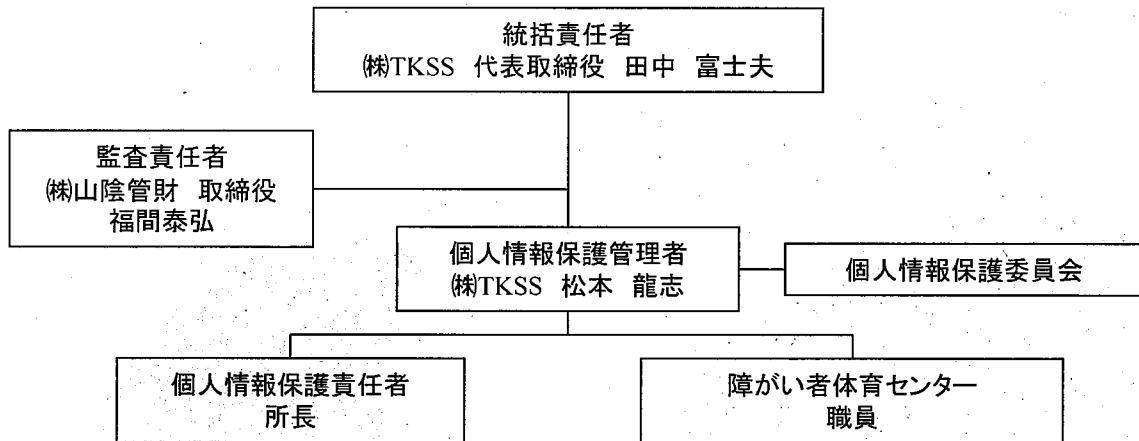 統括責任者
㈱TKSS 代表取締役 田中 富士夫
監査責任者
㈱山陰管財 取締役
福間泰弘
個人情報保護管理者
㈱TKSS 松本 龍志
個人情報保護委員会
個人情報保護責任者
所長
障がい者体育センター
職員